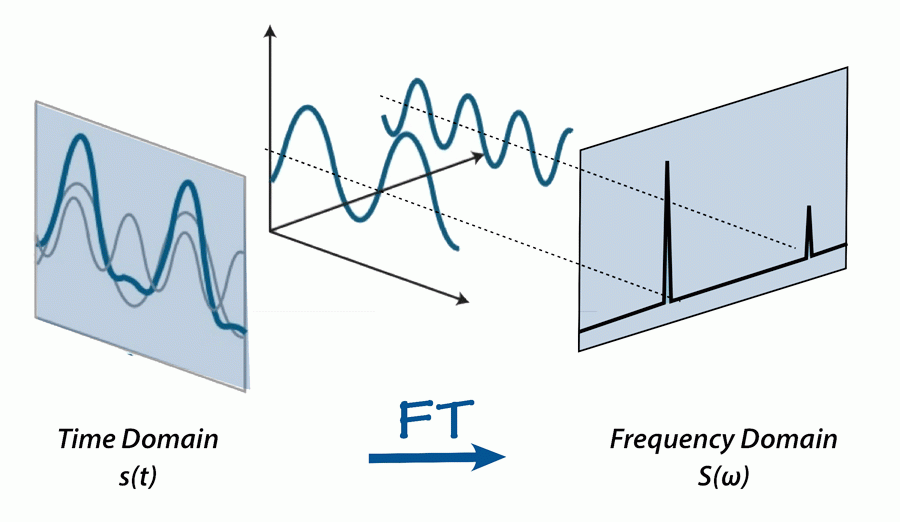 FT
Time Domain
s(t)
Frequency Domain
S(ω)